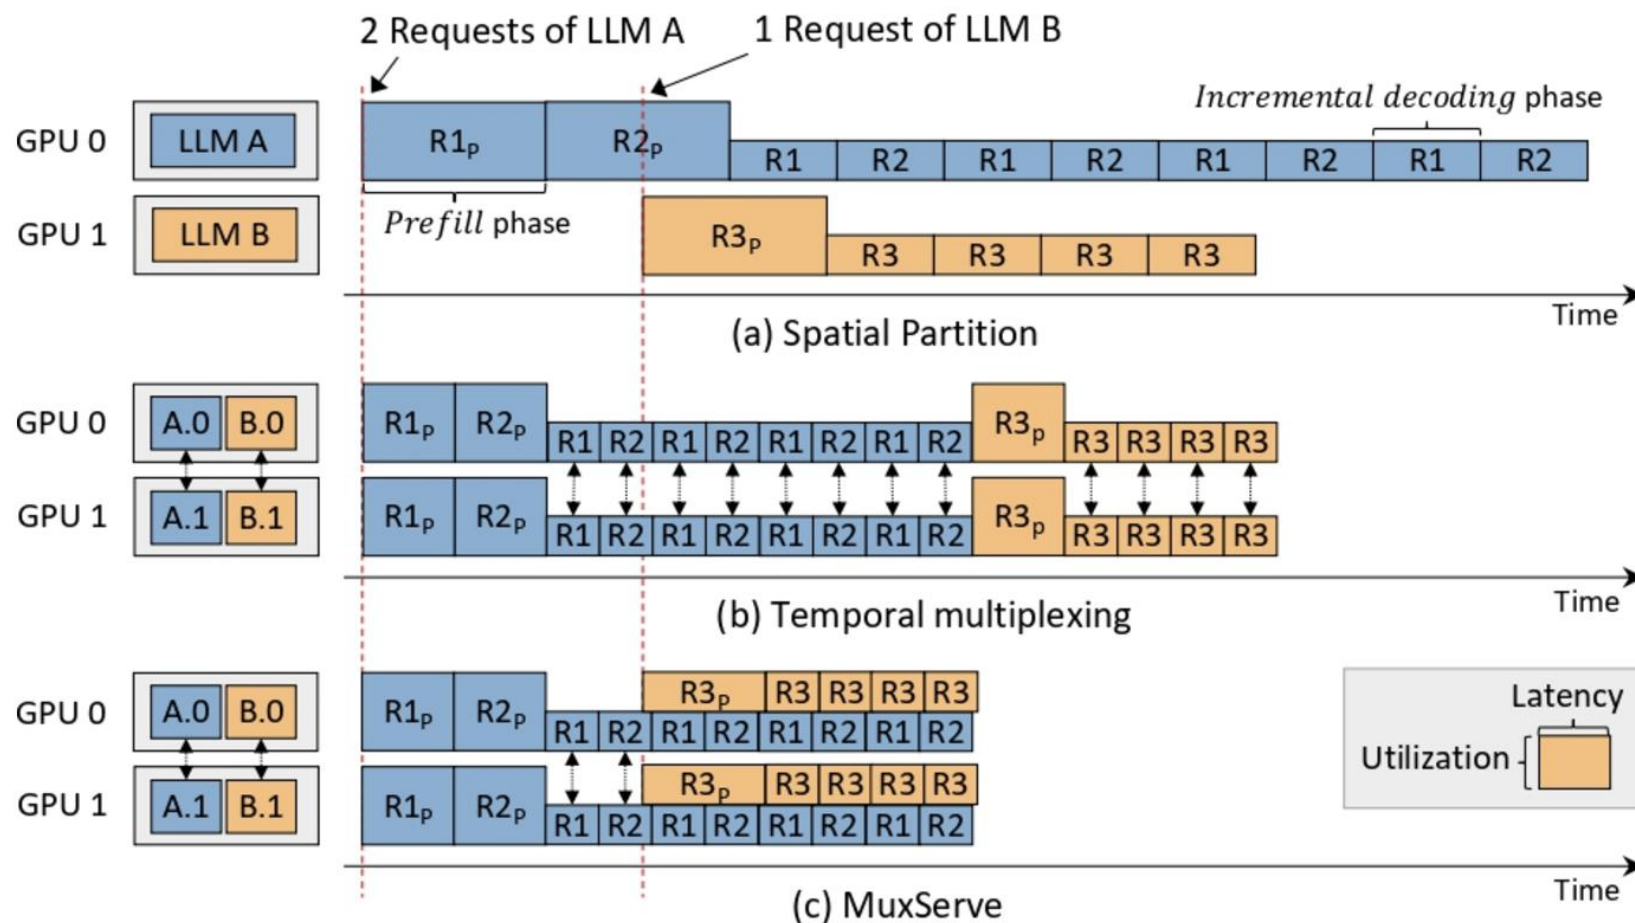 2 Requests of LLM A
1 Request of LLM B
Incremental decoding phase
GPU 0
LLM A
R1P
R2P
R1 R2 R1 R2 R1 R2 R1 R2
Prefill phase
GPU 1
LLM B
R3P
R3 R3 R3 R3
Time
(a) Spatial Partition
GPU 0
A.0 B.0
R1P R2P
R1 R2 R1 R2 R1 R2 R1 R2
R3p
R3 R3 R3 R3
GPU 1
A.1 B.1
R1P R2P
R1 R2 R1 R2 R1 R2 R1 R2
R3p
R3 R3 R3 R3
Time
(b) Temporal multiplexing
GPU 0
A.0 B.0
R1P R2P
R3P R3 R3 R3 R3
R1 R2 R1 R2 R1 R2 R1 R2
GPU 1
A.1 B.1
R1P R2P
R3P R3 R3 R3 R3
R1 R2 R1 R2 R1 R2 R1 R2
Latency
Utilization
Time
(c) MuxServe